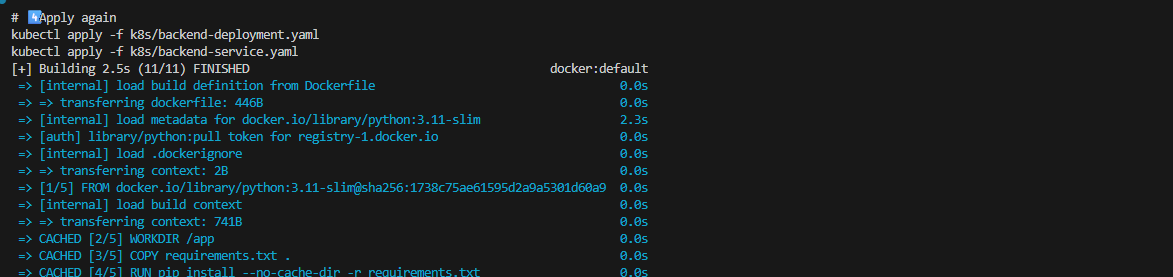 # 4️⃣Apply again
kubectl apply -f k8s/backend-deployment.yaml
kubectl apply -f k8s/backend-service.yaml
[+] Building 2.5s (11/11) FINISHED docker:default
=> [internal] load build definition from Dockerfile 0.0s
=> => transferring dockerfile: 446B 0.0s
=> [internal] load metadata for docker.io/library/python:3.11-slim 2.3s
=> [auth] library/python:pull token for registry-1.docker.io 0.0s
=> [internal] load .dockerignore 0.0s
=> => transferring context: 2B 0.0s
=> [1/5] FROM docker.io/library/python:3.11-slim@sha256:1738c75ae61595d2a9a5301d60a9 0.0s
=> [internal] load build context 0.0s
=> => transferring context: 741B 0.0s
=> CACHED [2/5] WORKDIR /app 0.0s
=> CACHED [3/5] COPY requirements.txt . 0.0s
=> CACHED [4/5] RUN pip install --no-cache-dir -r requirements.txt 0.0s